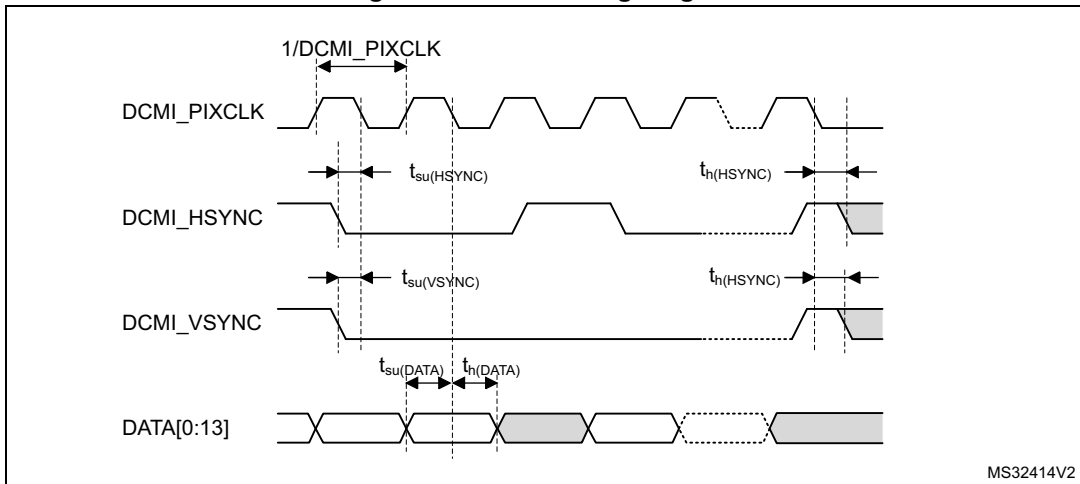 1/DCMI_PIXCLK
DCMI_PIXCLK
tsu(HSYNC)
th(HSYNC)
DCMI_HSYNC
tsu(VSYNC)
th(HSYNC)
DCMI_VSYNC
tsu(DATA) th(DATA)
DATA[0:13]
MS32414V2